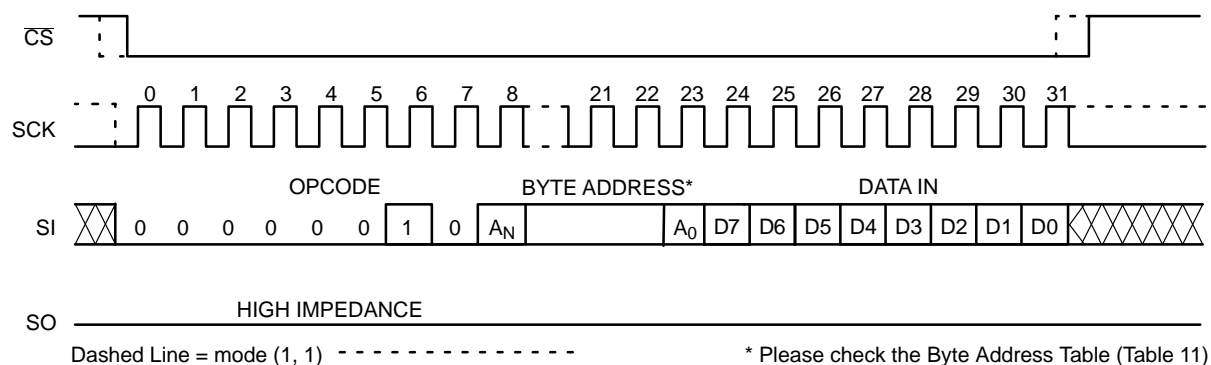 CS
0 1 2 3 4 5 6 7 8 21 22 23 24 25 26 27 28 29 30 31
SCK
OPCODE BYTE ADDRESS* DATA IN
SI 0 0 0 0 0 0 1 0 AN A0 D7 D6 D5 D4 D3 D2 D1 D0
HIGH IMPEDANCE
SO
Dashed Line = mode (1, 1) * Please check the Byte Address Table (Table 11)